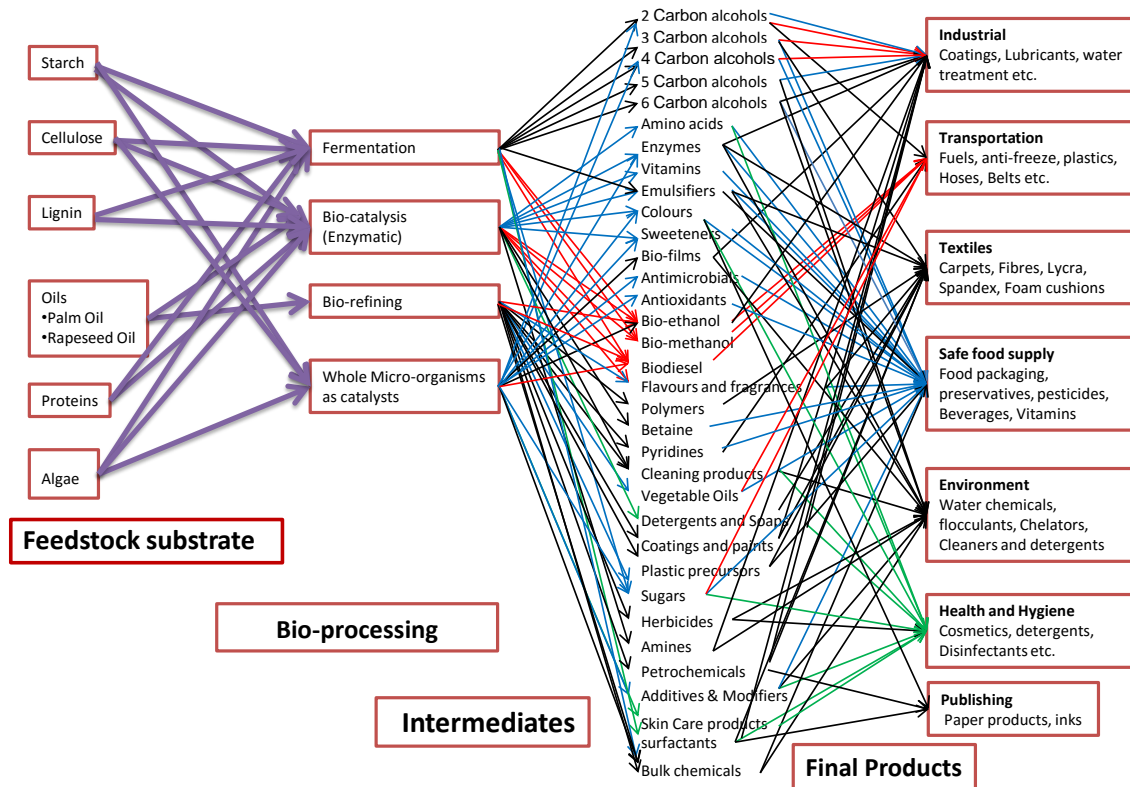 Starch
Cellulose
Lignin
Oils
•Palm Oil
•Rapeseed Oil
Proteins
Algae
Feedstock substrate
Fermentation
Bio-catalysis
(Enzymatic)
Bio-refining
Whole Micro-organisms
as catalysts
Bio-processing
2 Carbon alcohols
3 Carbon alcohols
4 Carbon alcohols
5 Carbon alcohols
6 Carbon alcohols
Amino acids
Enzymes
Vitamins
Emulsifiers
Colours
Sweeteners
Bio-films
Antimicrobials
Antioxidants
Bio-ethanol
Bio-methanol
Biodiesel
Flavours and fragrances
Polymers
Betaine
Pyridines
Cleaning products
Vegetable Oils
Detergents and Soaps
Coatings and paints
Plastic precursors
Sugars
Herbicides
Amines
Petrochemicals
Additives & Modifiers
Skin Care products
surfactants
Bulk chemicals
Intermediates
Industrial
Coatings, Lubricants, water
treatment etc.
Transportation
Fuels, anti-freeze, plastics,
Hoses, Belts etc.
Textiles
Carpets, Fibres, Lycra,
Spandex, Foam cushions
Safe food supply
Food packaging,
preservatives, pesticides,
Beverages, Vitamins
Environment
Water chemicals,
flocculants, Chelators,
Cleaners and detergents
Health and Hygiene
Cosmetics, detergents,
Disinfectants etc.
Publishing
Paper products, inks
Final Products